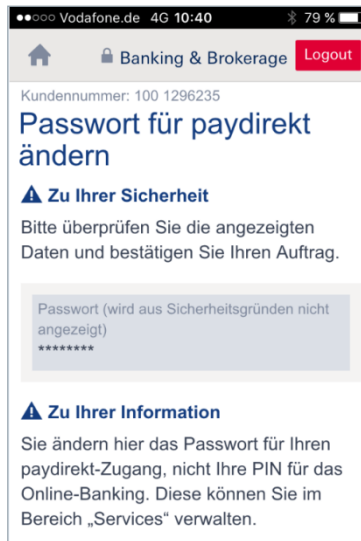 Vodafone.de 4G 10:40 79 %
Banking & Brokerage Logout
Kundennummer: 100 1296235
Passwort für paydirekt
ändern
Zu Ihrer Sicherheit
Bitte überprüfen Sie die angezeigten
Daten und bestätigen Sie Ihren Auftrag.
Passwort (wird aus Sicherheitsgründen nicht
angezeigt)
********
Zu Ihrer Information
Sie ändern hier das Passwort für Ihren
paydirekt-Zugang, nicht Ihre PIN für das
Online-Banking. Diese können Sie im
Bereich „Services“ verwalten.